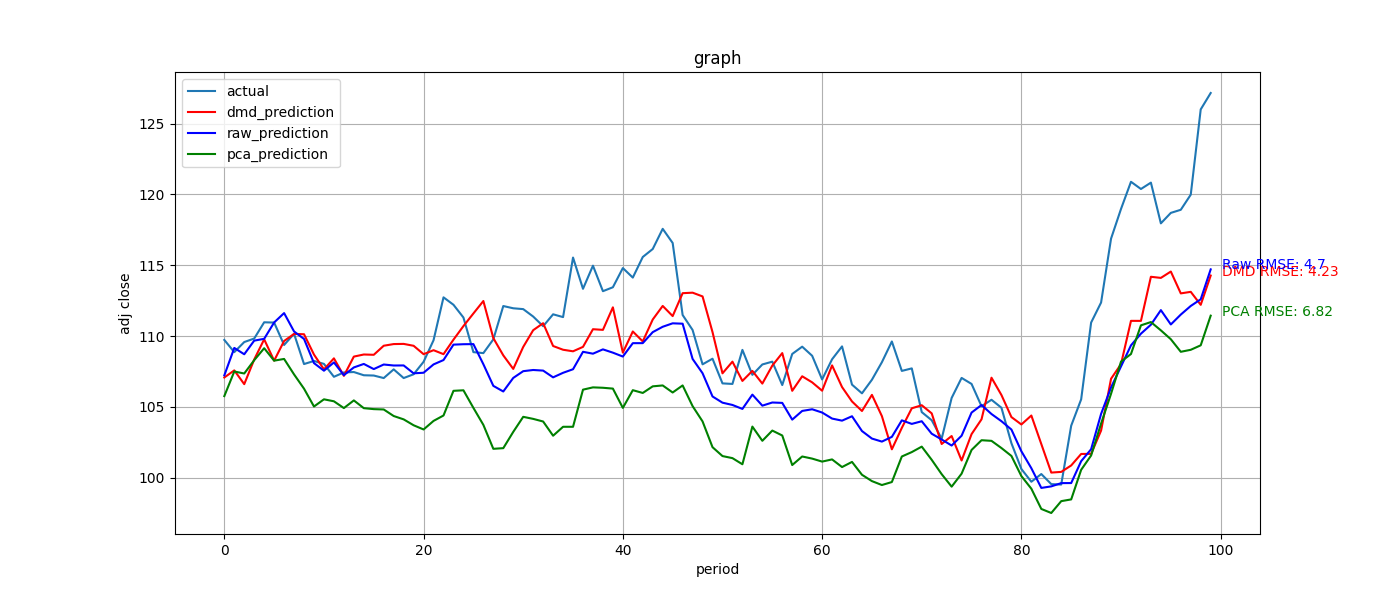 graph
actual
dmd_prediction
raw_prediction
pca_prediction
125
120
115
110
105
100
adj close
Raw RMSE: 4.7
DMD RMSE: 4.23
PCA RMSE: 6.82
0
20
40
60
80
100
period